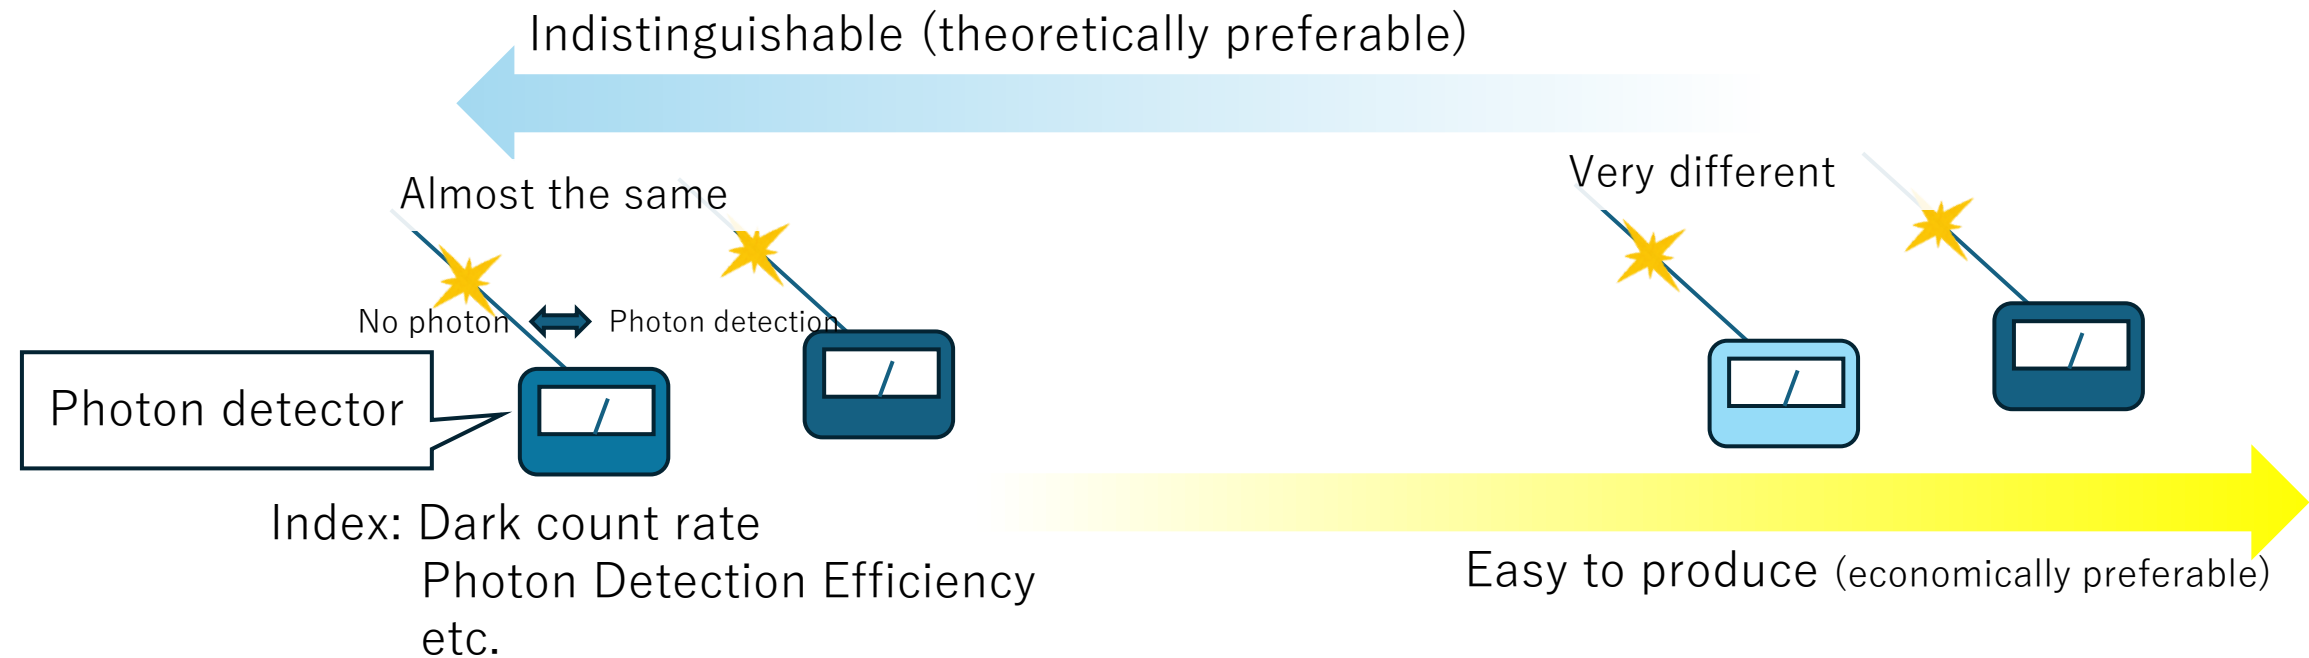 Indistinguishable (theoretically preferable)
Almost the same
Very different
No photon
Photon detection
Photon detector
Index: Dark count rate
Photon Detection Efficiency
etc.
Easy to produce (economically preferable)